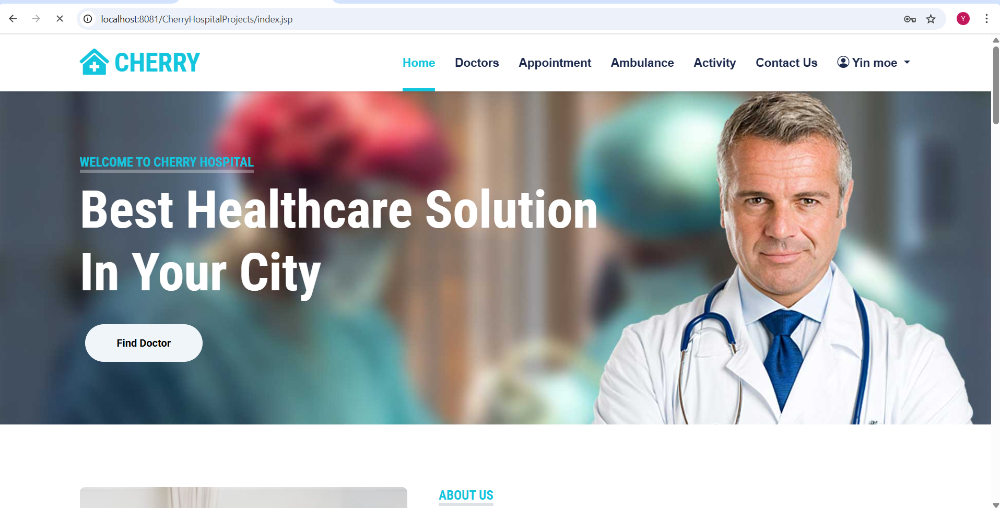 localhost:8081/CherryHospitalProjects/index.jsp
Y
CHERRY
Home Doctors Appointment Ambulance Activity Contact Us Yin moe
WELCOME TO CHERRY HOSPITAL
Best Healthcare Solution
In Your City
Find Doctor
ABOUT US